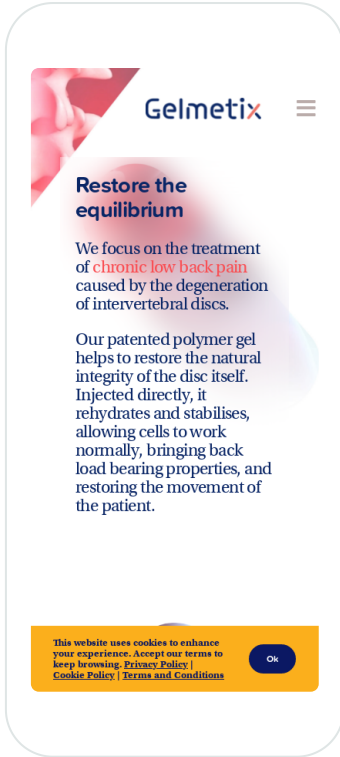 Gelmetix
Restore the
equilibrium
We focus on the treatment
of chronic low back pain
caused by the degeneration
of intervertebral discs.
Our patented polymer gel
helps to restore the natural
integrity of the disc itself.
Injected directly, it
rehydrates and stabilises,
allowing cells to work
normally, bringing back
load bearing properties, and
restoring the movement of
the patient.
This website uses cookies to enhance
your experience. Accept our terms to
keep browsing. Privacy Policy |
Cookie Policy | Terms and Conditions
Ok